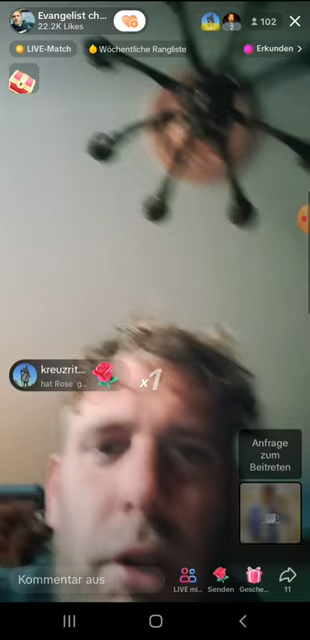 Evangelist ch...
22.2K Likes
102
LIVE-Match
Wöchentliche Rangliste
Erkunden
kreuzrit...
hat Rose g...
x1
Anfrage
zum
Beitreten
Kommentar aus
LIVE mi...
Senden
Gesche...
11